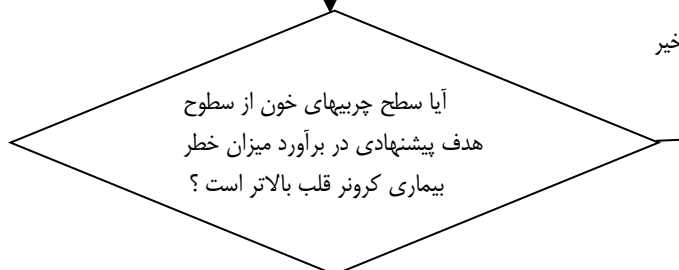 خیر
آیا سطح چربیهای خون از سطوح
هدف پیشنهادی در برآورد میزان خطر
بیماری کرونر قلب بالاتر است ؟